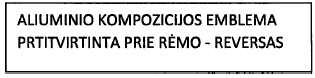 ALIUMINIO KOMPOZICIJOS EMBLEMA
PRTITVIRTINTA PRIE RĖMO - REVERSAS